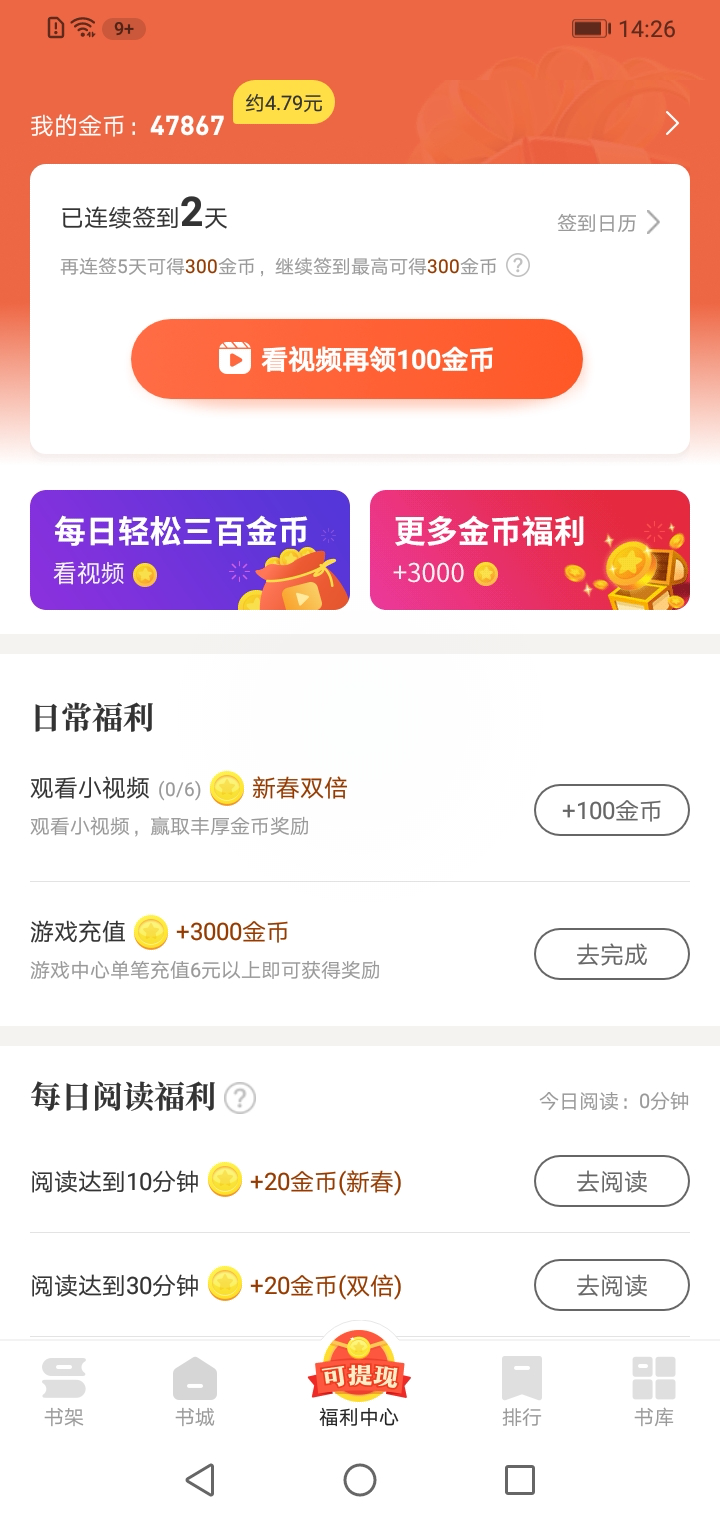 9+
14:26
约4.79元
我的金币：47867
已连续签到2天
签到日历
再连签5天可得300金币，继续签到最高可得300金币 ?
看视频再领100金币
每日轻松三百金币
看视频
更多金币福利
+3000
日常福利
观看小视频 (0/6) 新春双倍
观看小视频，赢取丰厚金币奖励
+100金币
游戏充值 +3000金币
游戏中心单笔充值6元以上即可获得奖励
去完成
每日阅读福利 ?
今日阅读：0分钟
阅读达到10分钟 +20金币(新春)
去阅读
阅读达到30分钟 +20金币(双倍)
去阅读
可提现
书架
书城
福利中心
排行
书库